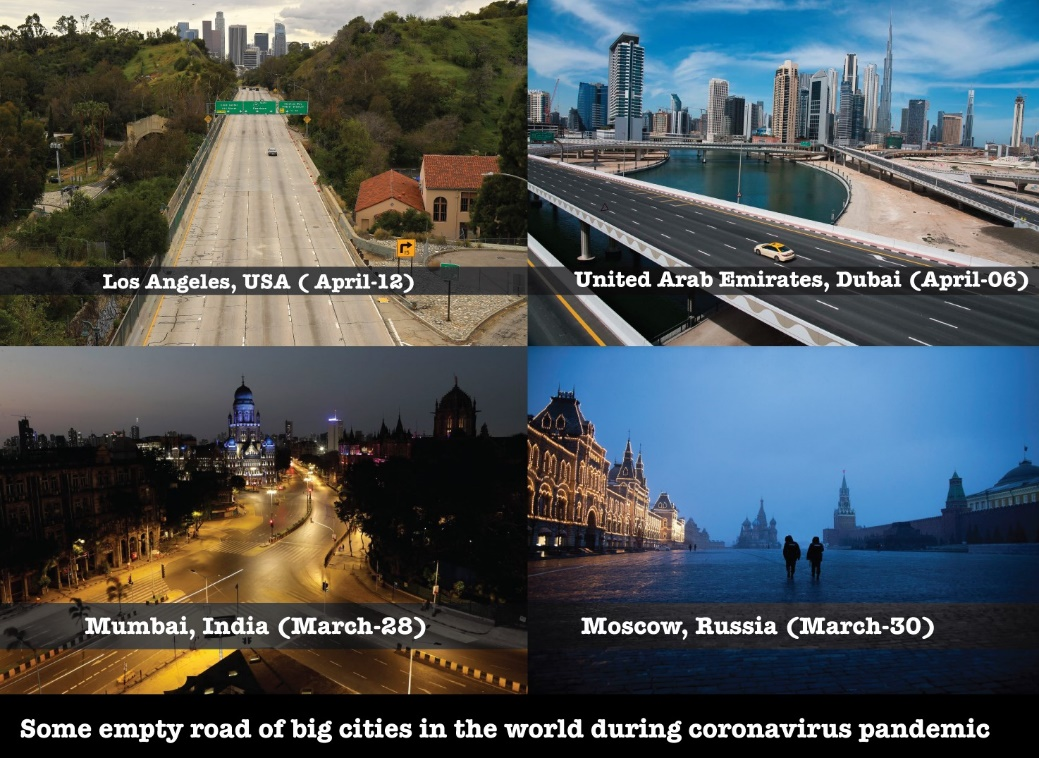 Los Angeles, USA ( April-12)
United Arab Emirates, Dubai (April-06)
Mumbai, India (March-28)
Moscow, Russia (March-30)
Some empty road of big cities in the world during coronavirus pandemic